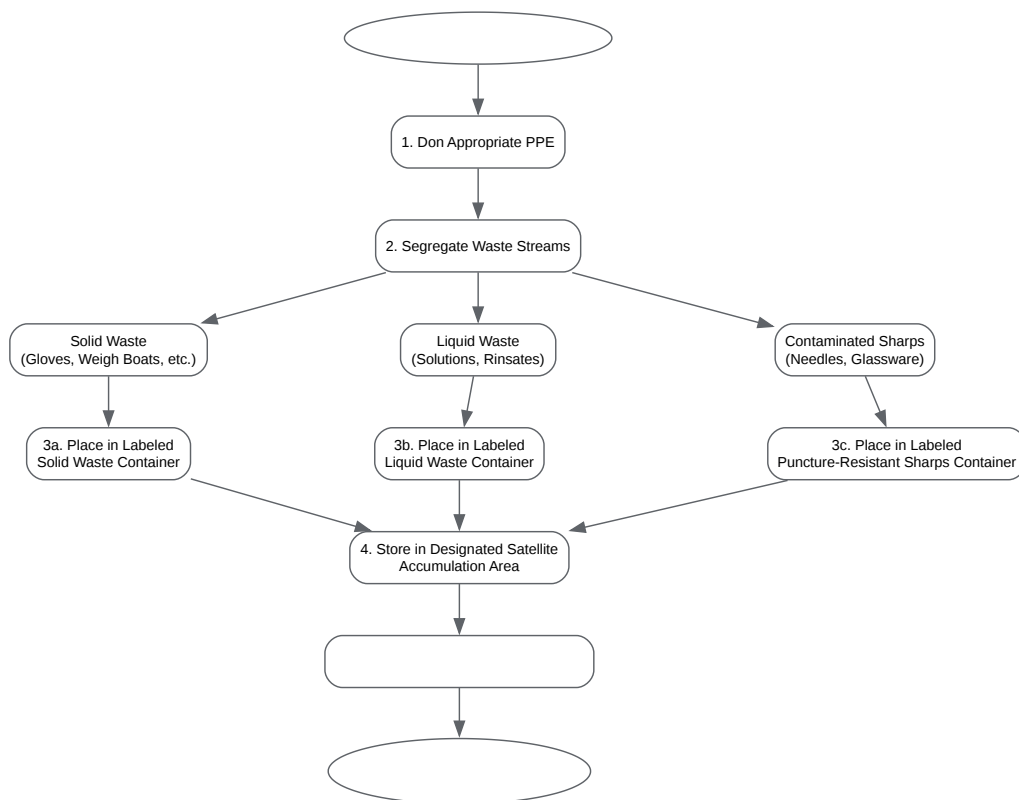 1. Don Appropriate PPE
2. Segregate Waste Streams
Solid Waste
(Gloves, Weigh Boats, etc.)
Liquid Waste
(Solutions, Rinsates)
Contaminated Sharps
(Needles, Glassware)
3a. Place in Labeled
Solid Waste Container
3b. Place in Labeled
Liquid Waste Container
3c. Place in Labeled
Puncture-Resistant Sharps Container
4. Store in Designated Satellite
Accumulation Area